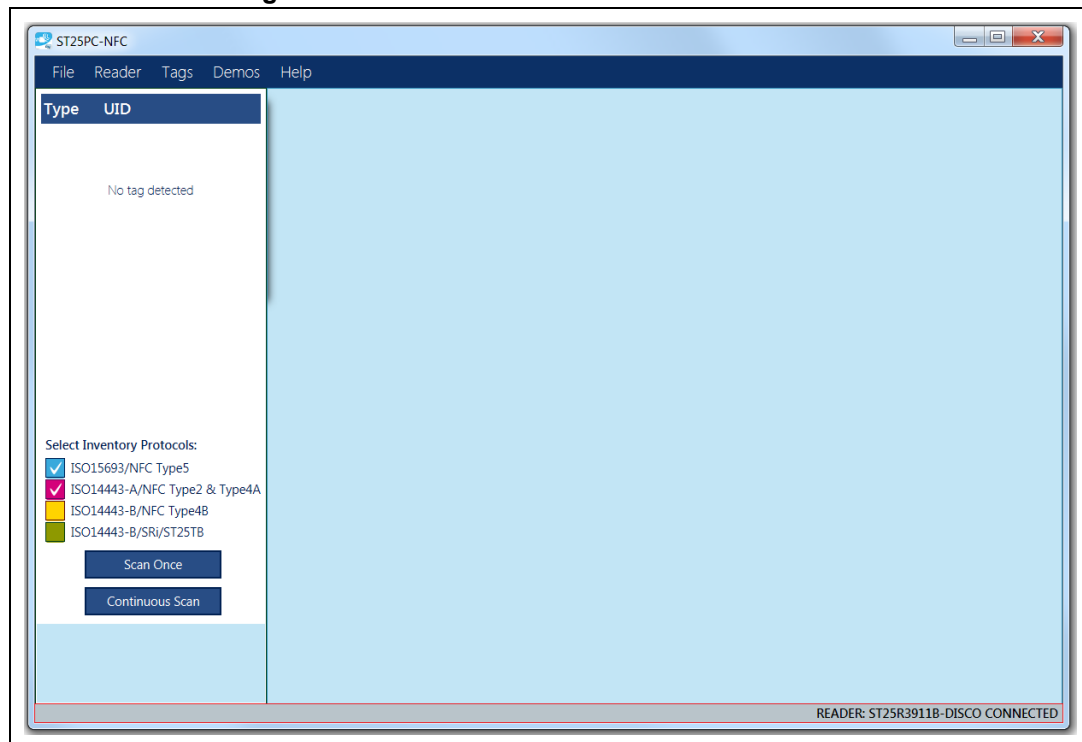 ST25PC-NFC
File Reader Tags Demos Help
Type UID
No tag detected
Select Inventory Protocols:
ISO15693/NFC Type5
ISO14443-A/NFC Type2 & Type4A
ISO14443-B/NFC Type4B
ISO14443-B/SRi/ST25TB
Scan Once
Continuous Scan
READER: ST25R3911B-DISCO CONNECTED